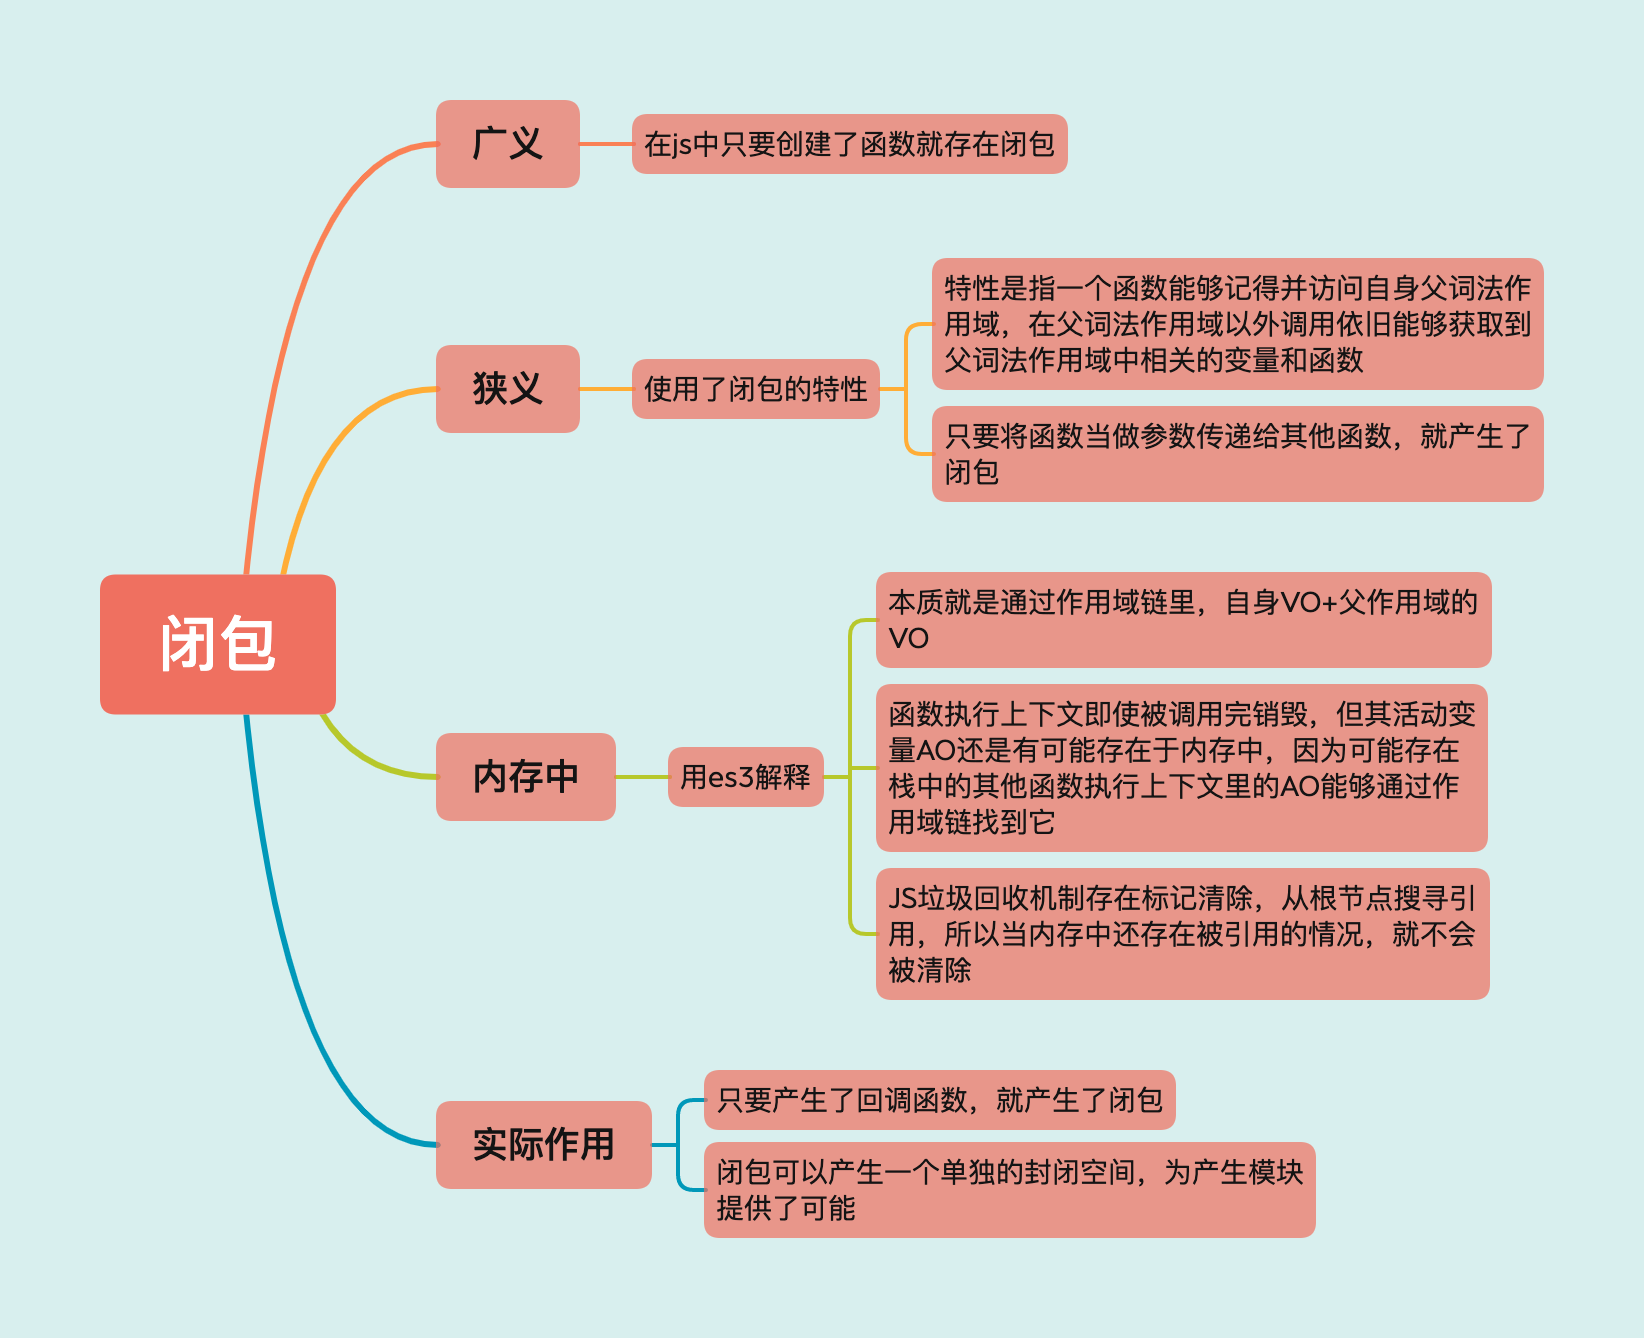 广义
在js中只要创建了函数就存在闭包
狭义
使用了闭包的特性
特性是指一个函数能够记得并访问自身父词法作
用域，在父词法作用域以外调用依旧能够获取到
父词法作用域中相关的变量和函数
只要将函数当做参数传递给其他函数，就产生了
闭包
闭包
内存中
用es3解释
本质就是通过作用域链里，自身VO+父作用域的
VO
函数执行上下文即使被调用完销毁，但其活动变
量AO还是有可能存在于内存中，因为可能存在
栈中的其他函数执行上下文里的AO能够通过作
用域链找到它
JS垃圾回收机制存在标记清除，从根节点搜寻引
用，所以当内存中还存在被引用的情况，就不会
被清除
实际作用
只要产生了回调函数，就产生了闭包
闭包可以产生一个单独的封闭空间，为产生模块
提供了可能